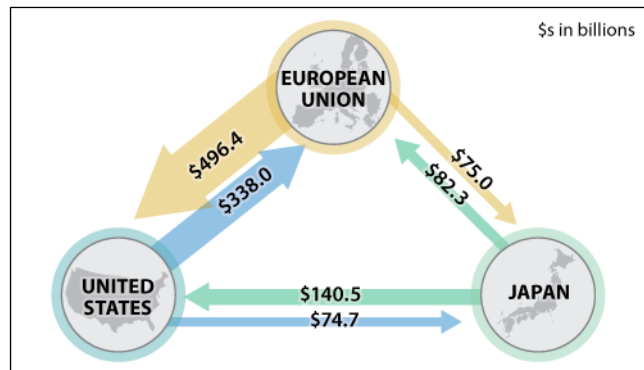 $s in billions
EUROPEAN
UNION
$496.4
$338.0
$75.0
$82.3
UNITED
STATES
$140.5
$74.7
JAPAN